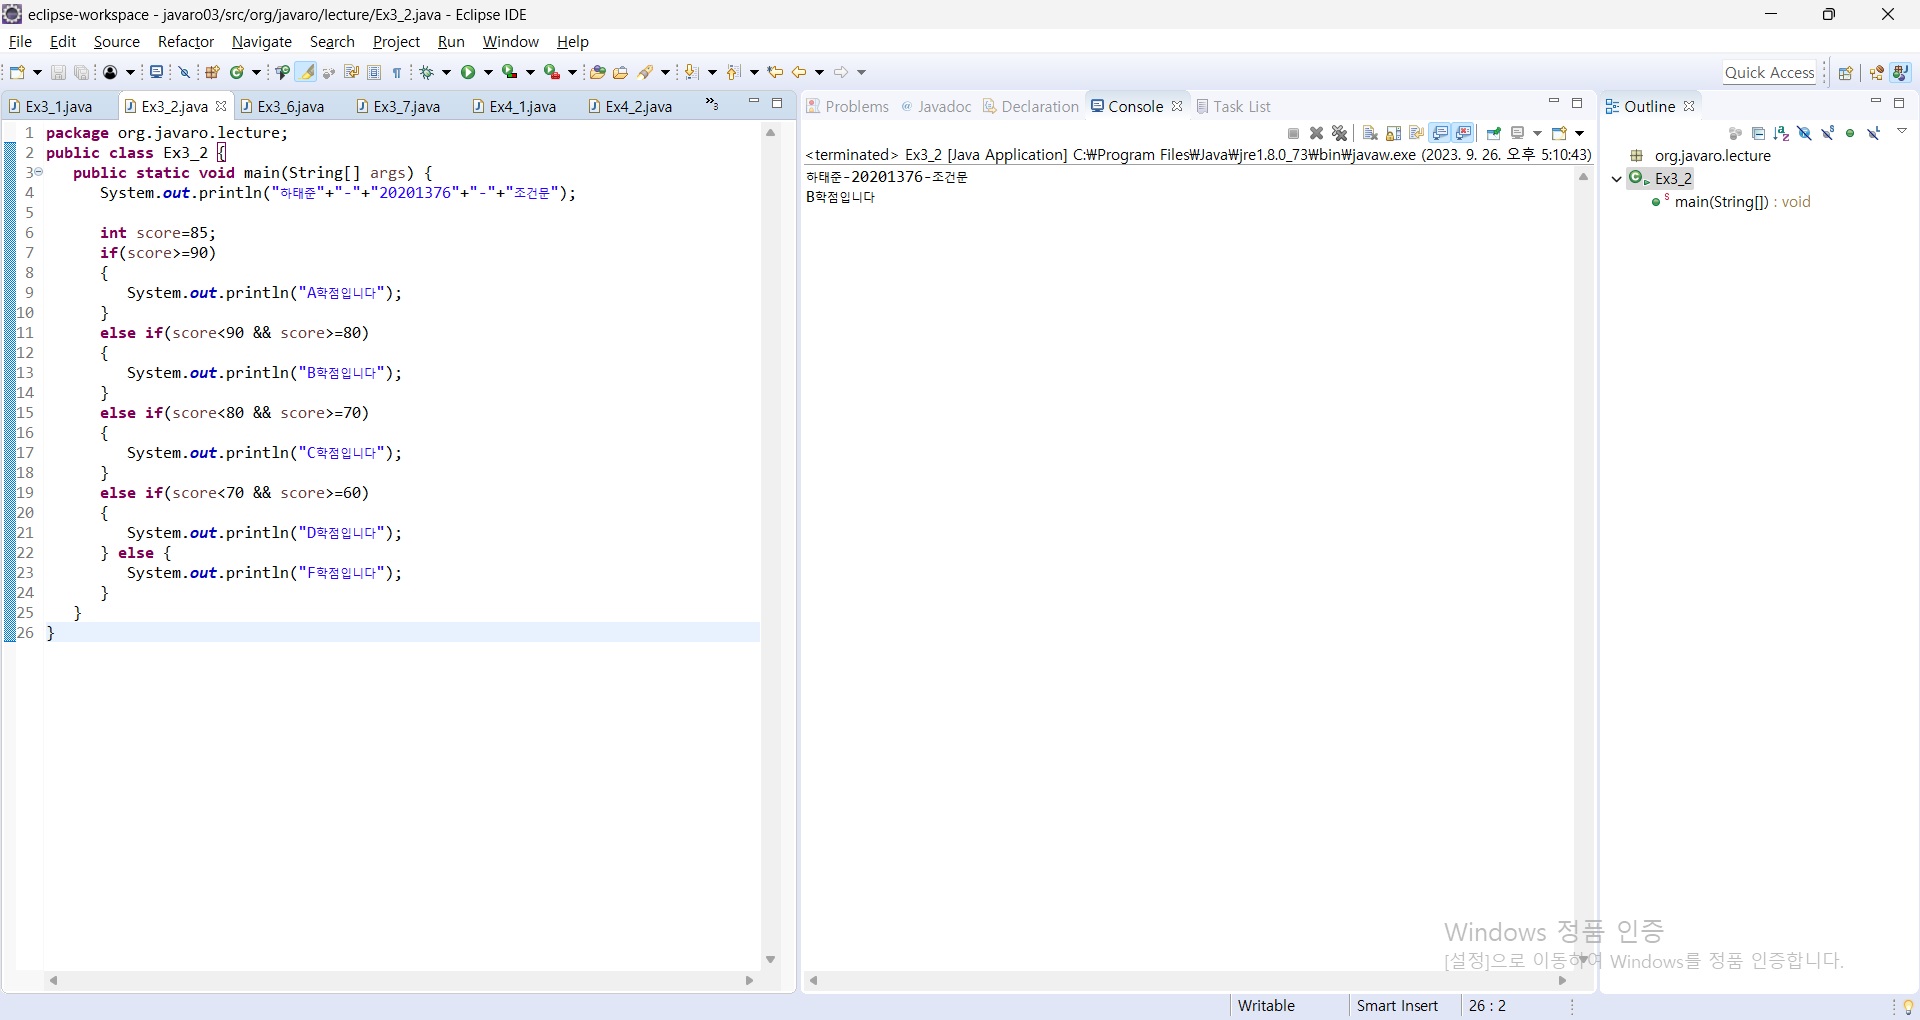 eclipse-workspace - javaro03/src/org/javaro/lecture/Ex3_2.java - Eclipse IDE
File Edit Source Refactor Navigate Search Project Run Window Help
Quick Access
Ex3_1.java Ex3_2.java Ex3_6.java Ex3_7.java Ex4_1.java Ex4_2.java »3
1 package org.javaro.lecture;
2 public class Ex3_2 {
3 public static void main(String[] args) {
4 System.out.println("하태준"+"-"+"20201376"+"-"+"조건문");
5
6 int score=85;
7 if(score>=90)
8 {
9 System.out.println("A학점입니다");
10 }
11 else if(score<90 && score>=80)
12 {
13 System.out.println("B학점입니다");
14 }
15 else if(score<80 && score>=70)
16 {
17 System.out.println("C학점입니다");
18 }
19 else if(score<70 && score>=60)
20 {
21 System.out.println("D학점입니다");
22 } else {
23 System.out.println("F학점입니다");
24 }
25 }
26 }
Problems @ Javadoc Declaration Console Task List
<terminated> Ex3_2 [Java Application] C:₩Program Files₩Java₩jre1.8.0_73₩bin₩javaw.exe (2023. 9. 26. 오후 5:10:43)
하태준-20201376-조건문
B학점입니다
Outline
org.javaro.lecture
Ex3_2
main(String[]) : void
Windows 정품 인증
[설정]으로 이동하여 Windows를 정품 인증합니다.
Writable Smart Insert 26 : 2